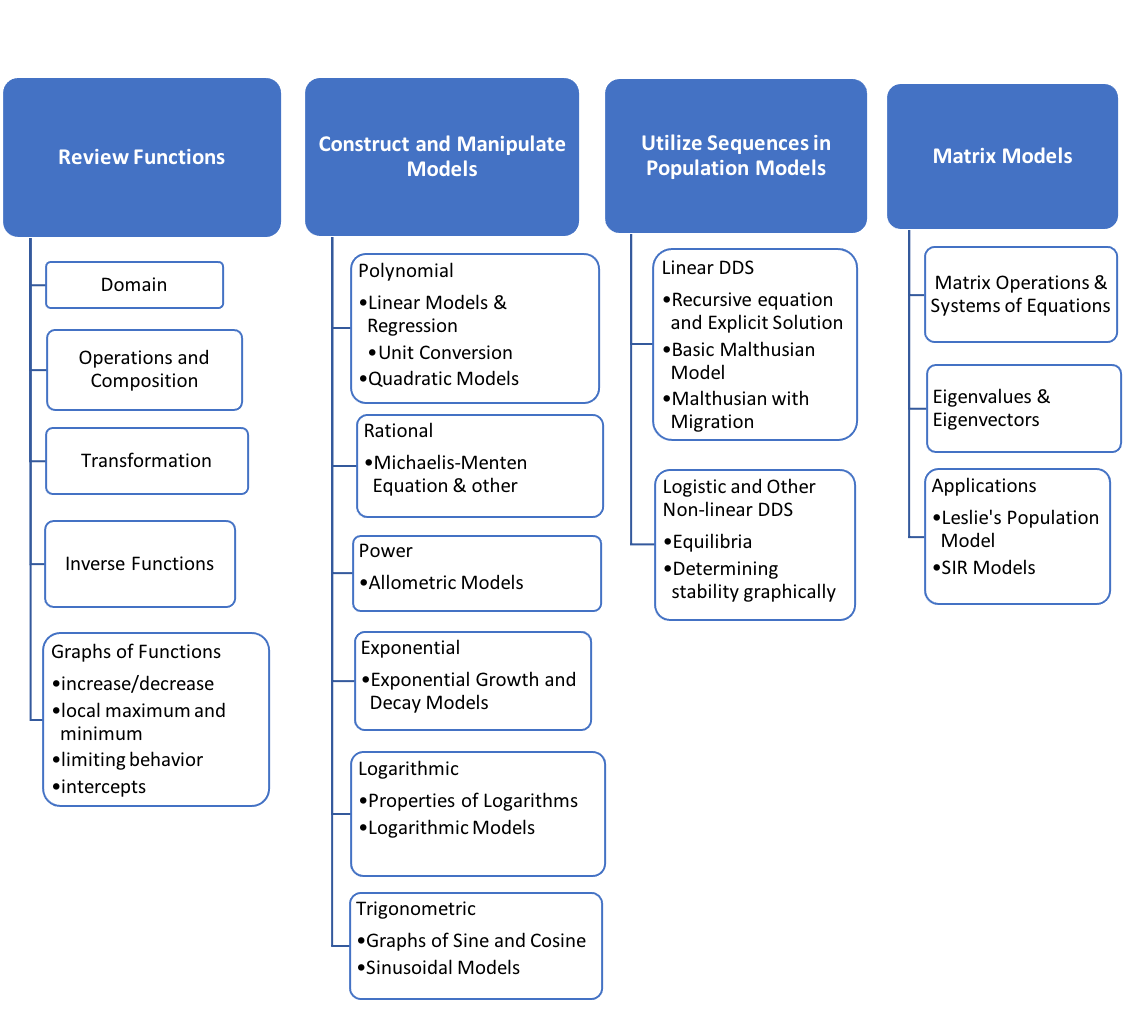 Review Functions
Domain
Operations and
Composition
Transformation
Inverse Functions
Graphs of Functions
•increase/decrease
•local maximum and
minimum
•limiting behavior
•intercepts
Construct and Manipulate
Models
Polynomial
•Linear Models &
Regression
•Unit Conversion
•Quadratic Models
Rational
•Michaelis-Menten
Equation & other
Power
•Allometric Models
Exponential
•Exponential Growth and
Decay Models
Logarithmic
•Properties of Logarithms
•Logarithmic Models
Trigonometric
•Graphs of Sine and Cosine
•Sinusoidal Models
Utilize Sequences in
Population Models
Linear DDS
•Recursive equation
and Explicit Solution
•Basic Malthusian
Model
•Malthusian with
Migration
Logistic and Other
Non-linear DDS
•Equilibria
•Determining
stability graphically
Matrix Models
Matrix Operations &
Systems of Equations
Eigenvalues &
Eigenvectors
Applications
•Leslie's Population
Model
•SIR Models